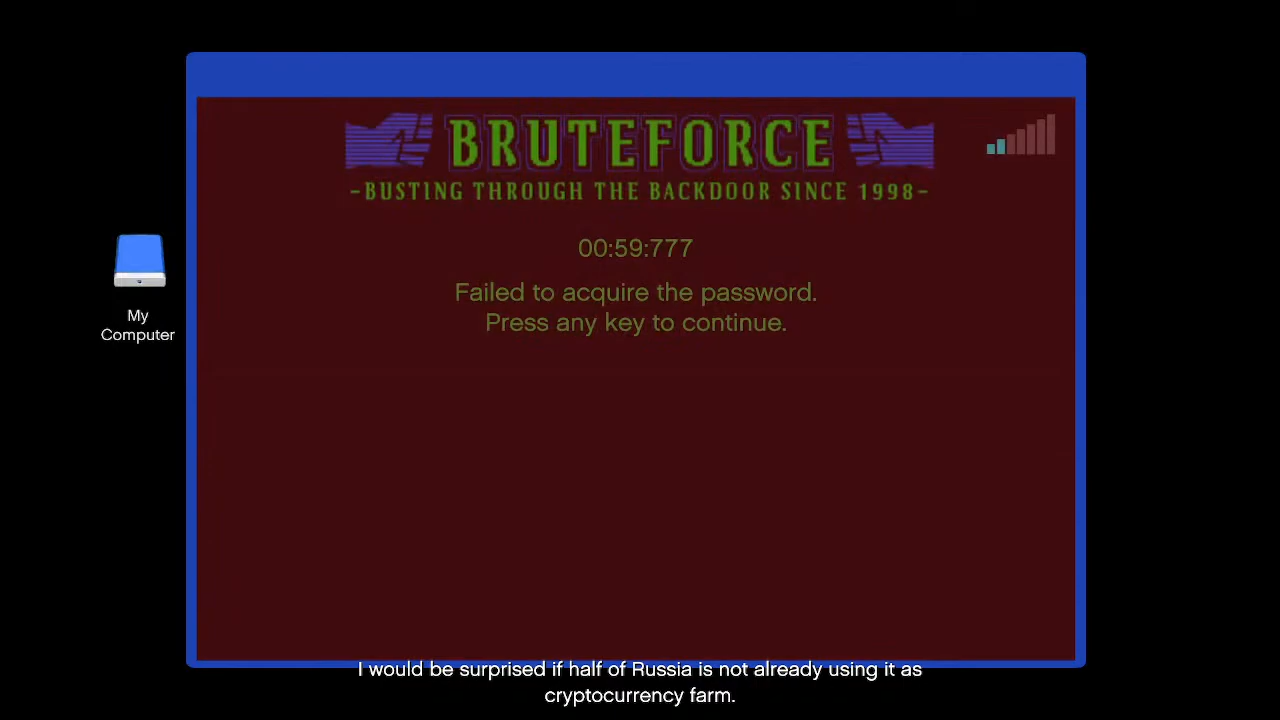 BRUTEFORCE
-BUSTING THROUGH THE BACKDOOR SINCE 1998-
00:59:777
Failed to acquire the password.
Press any key to continue.
My
Computer
I would be surprised if half of Russia is not already using it as
cryptocurrency farm.